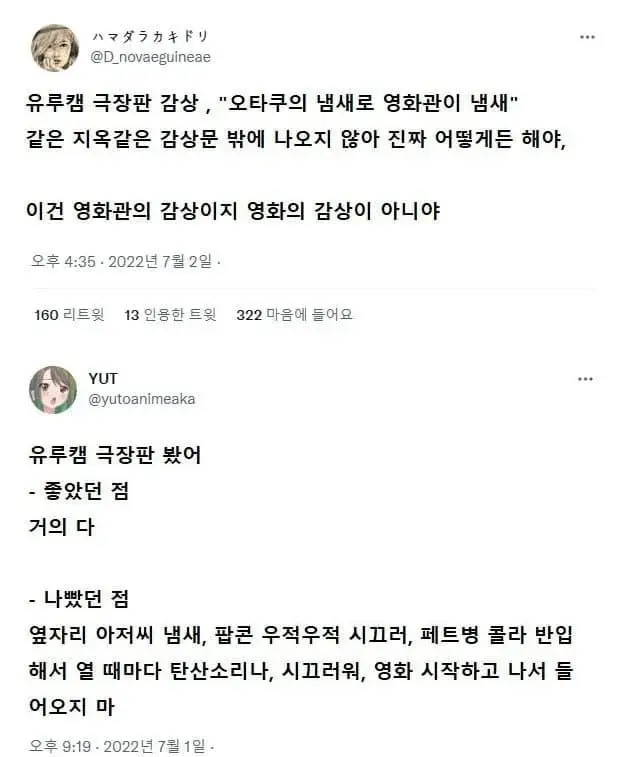 ハマダラカキドリ
@D_novaeguineae
유루캠 극장판 감상 , "오타쿠의 냄새로 영화관이 냄새"
같은 지옥같은 감상문 밖에 나오지 않아 진짜 어떻게든 해야,
이건 영화관의 감상이지 영화의 감상이 아니야
오후 4:35 · 2022년 7월 2일 ·
160 리트윗 13 인용한 트윗 322 마음에 들어요
YUT
@yutoanimeaka
유루캠 극장판 봤어
- 좋았던 점
거의 다
- 나빴던 점
옆자리 아저씨 냄새, 팝콘 우적우적 시끄러, 페트병 콜라 반입
해서 열 때마다 탄산소리나, 시끄러워, 영화 시작하고 나서 들
어오지 마
오후 9:19 · 2022년 7월 1일 ·